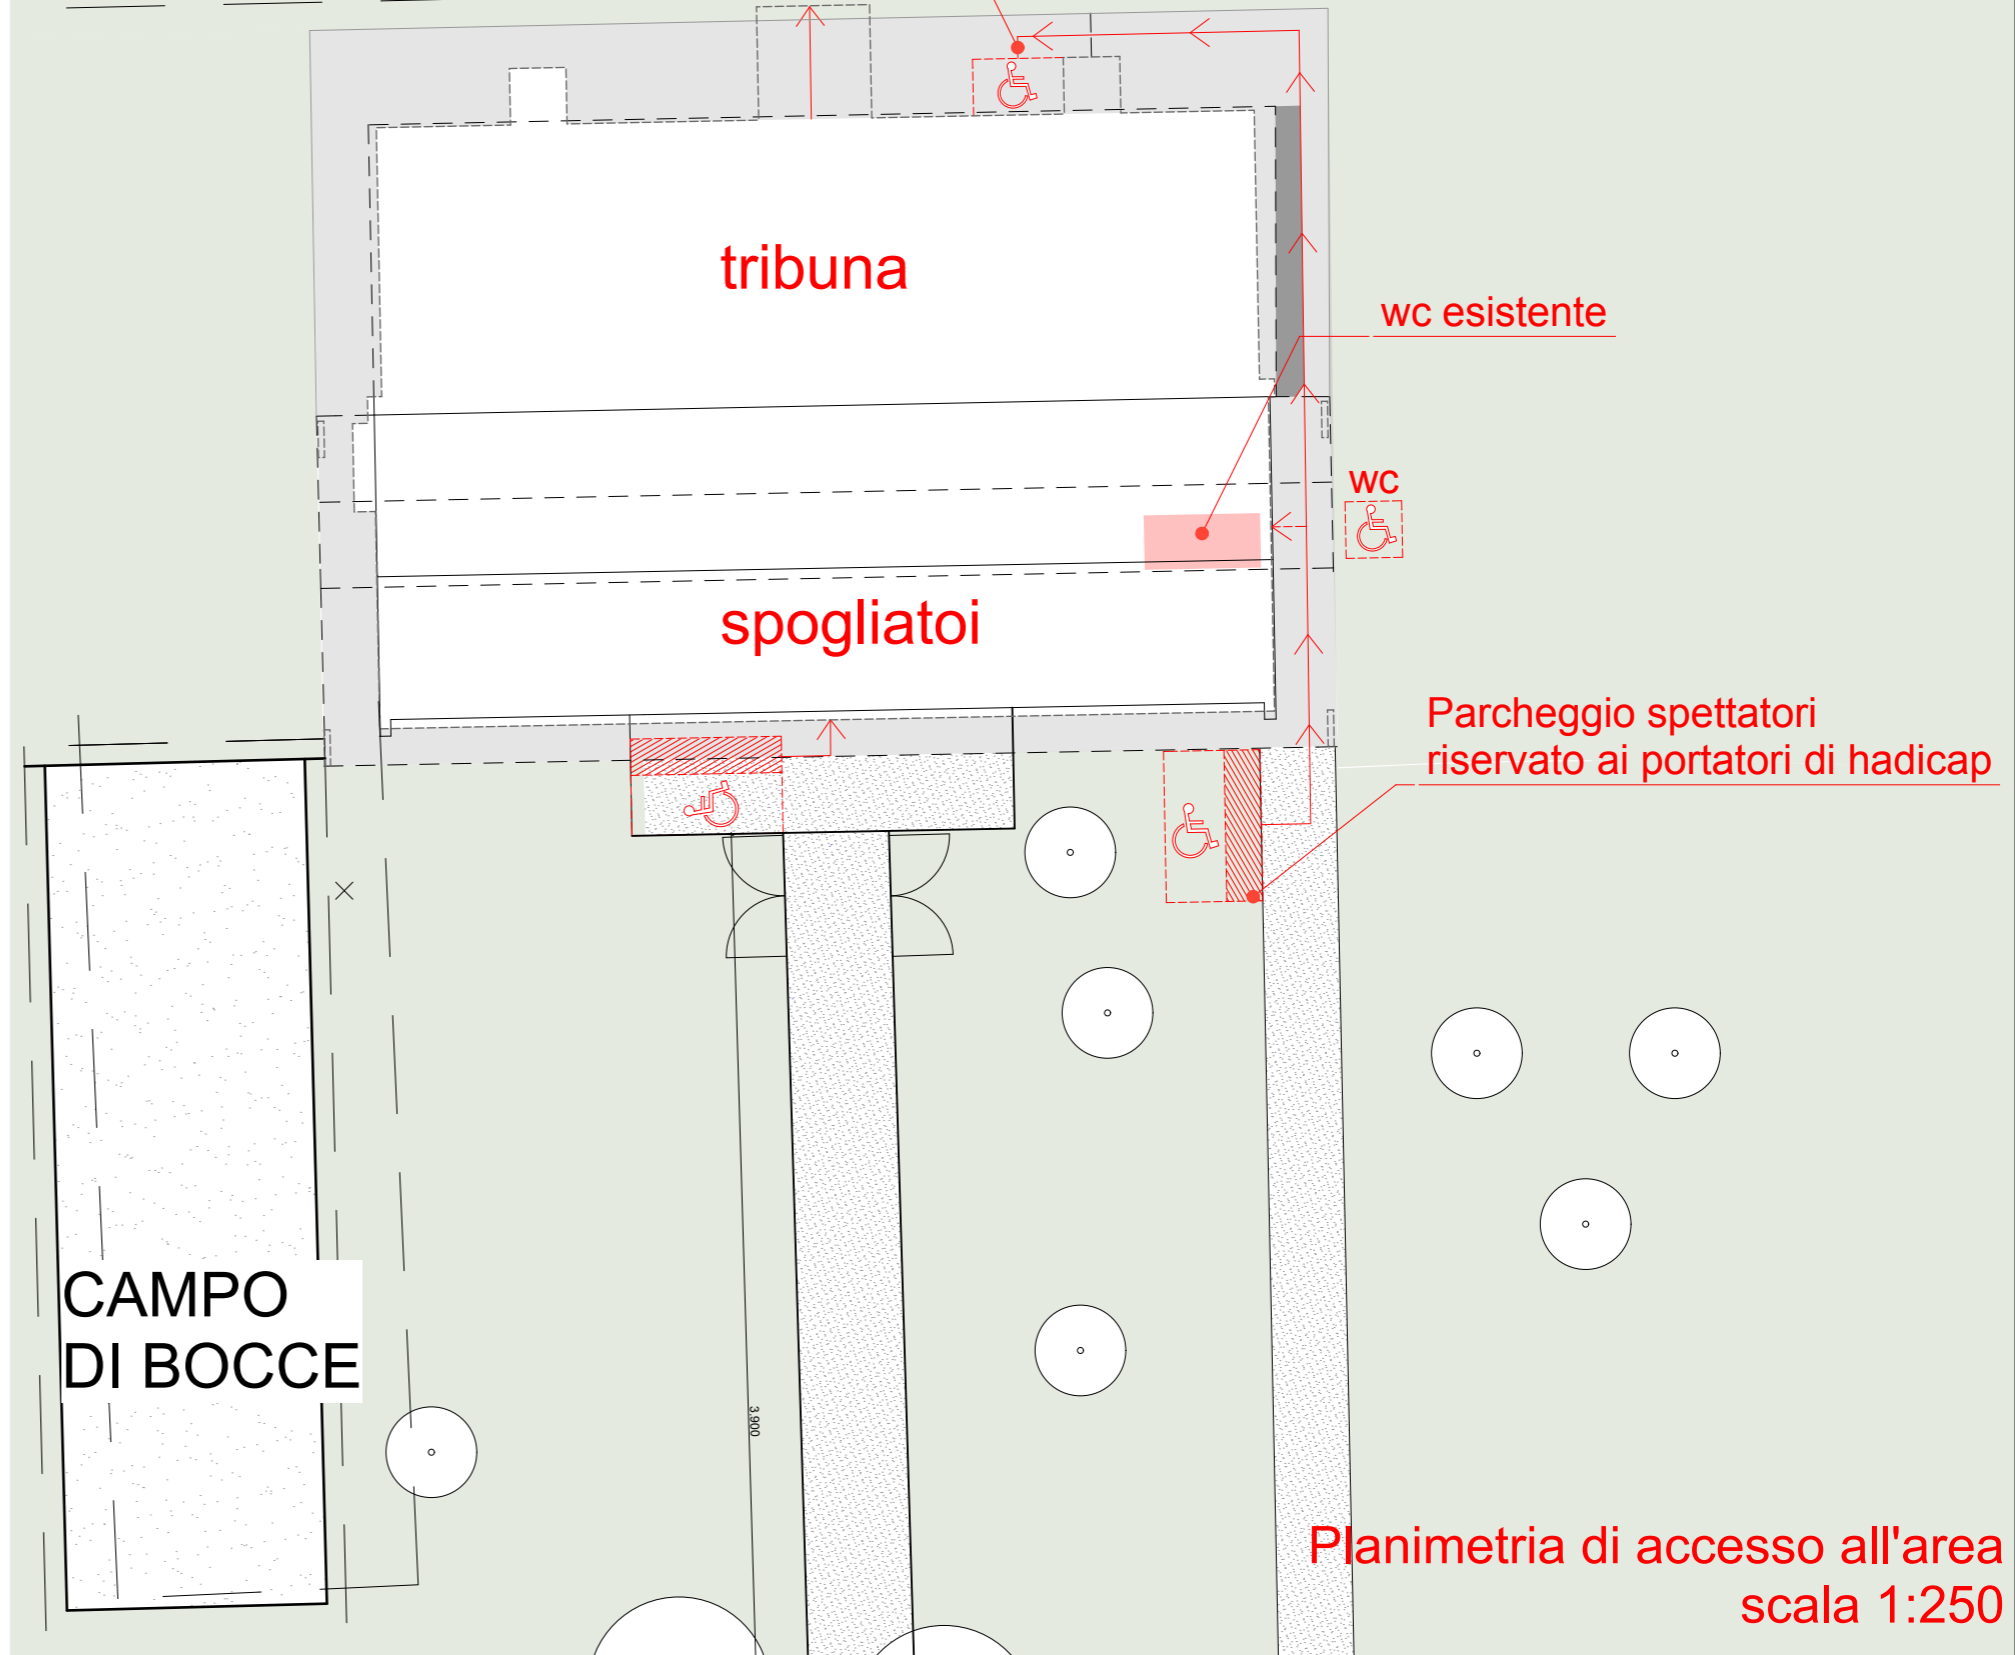 tribuna
wc esistente
wc
spogliatoi
Parcheggio spettatori
riservato ai portatori di hadicap
CAMPO
DI BOCCE
3.900
Planimetria di accesso all'area
scala 1:250